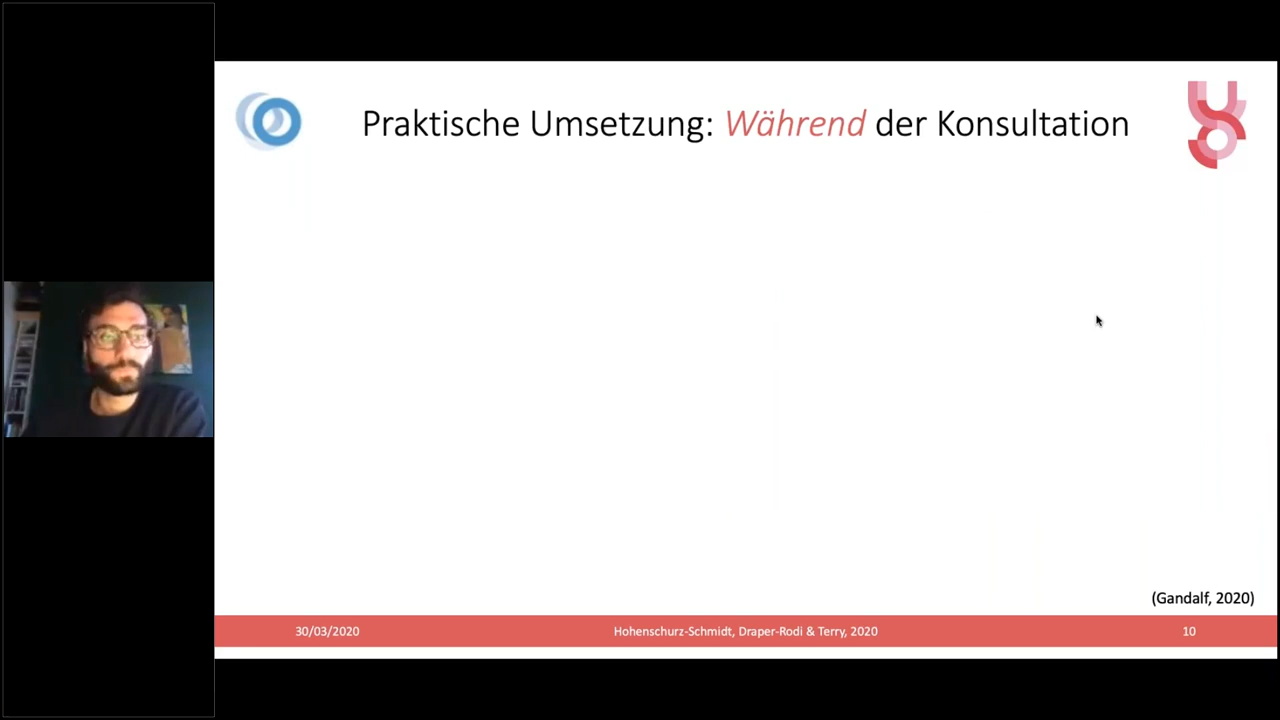 Praktische Umsetzung: Während der Konsultation
(Gandalf, 2020)
30/03/2020
Hohenschurz-Schmidt, Draper-Rodi & Terry, 2020
10